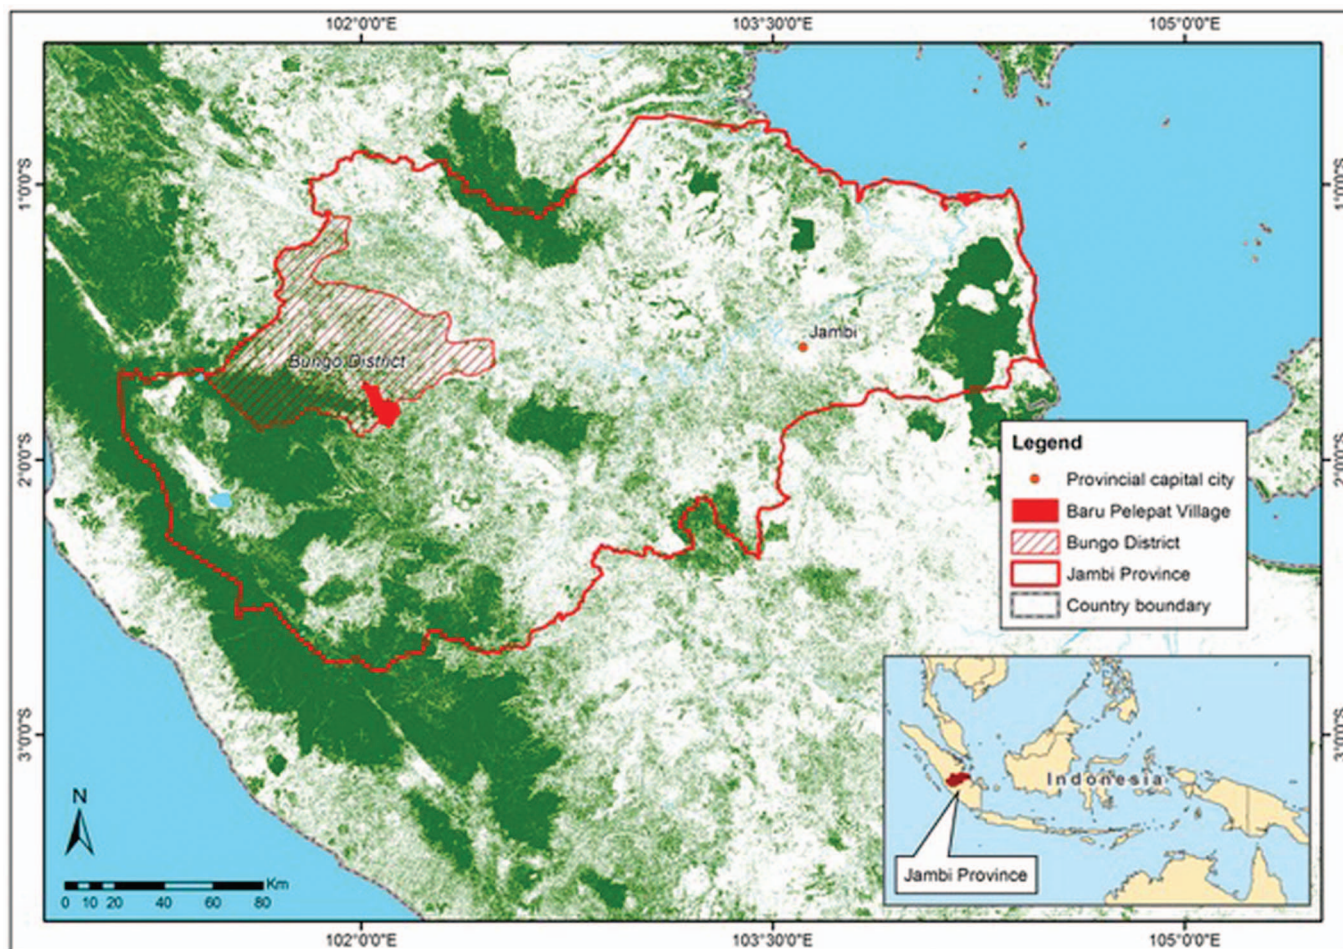 102°0'0"E
103°30'0"E
105°0'0"E
1°0'0"S
1°0'0"S
Jambi
Bungo District
2°0'0"S
2°0'0"S
Legend
Provincial capital city
Baru Pelepat Village
Bungo District
Jambi Province
Country boundary
3°0'0"S
3°0'0"S
Indonesia
Jambi Province
N
Km
0 10 20 40 60 80
102°0'0"E
103°30'0"E
105°0'0"E